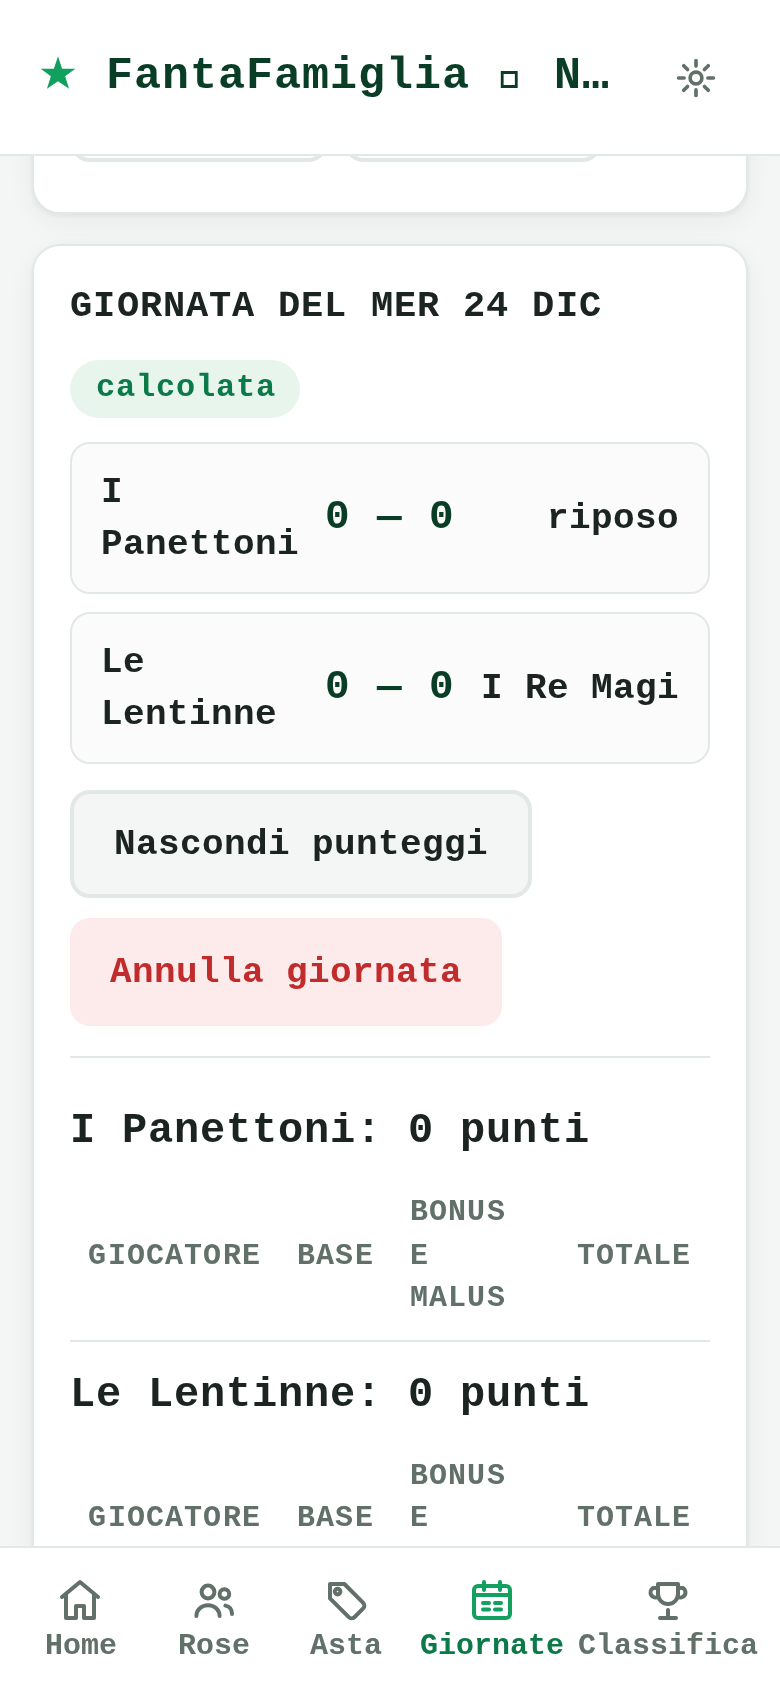 ★ FantaFamiglia □ N…
GIORNATA DEL MER 24 DIC
calcolata
I Panettoni 0 — 0 riposo
Le Lentinne 0 — 0 I Re Magi
Nascondi punteggi
Annulla giornata
I Panettoni: 0 punti
GIOCATORE BASE BONUS E MALUS TOTALE
Le Lentinne: 0 punti
GIOCATORE BASE BONUS E TOTALE
Home Rose Asta Giornate Classifica